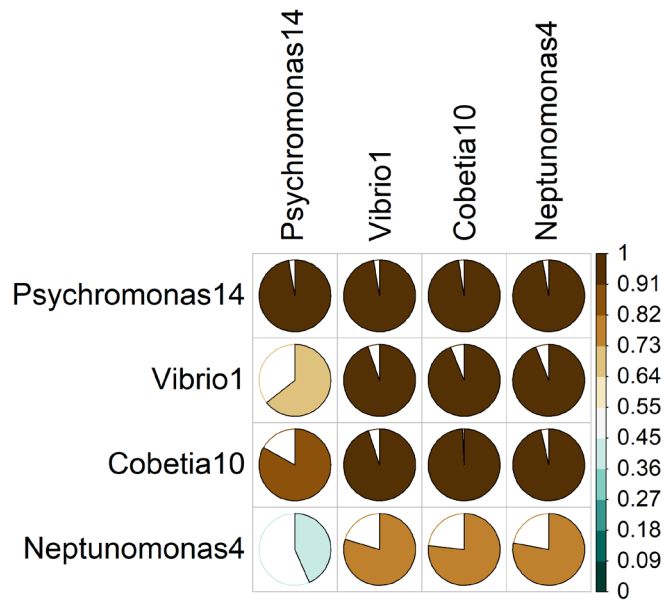 Psychromonas14
Vibrio1
Cobetia10
Neptunomonas4
Psychromonas14
Vibrio1
Cobetia10
Neptunomonas4
1
0.91
0.82
0.73
0.64
0.55
0.45
0.36
0.27
0.18
0.09
0